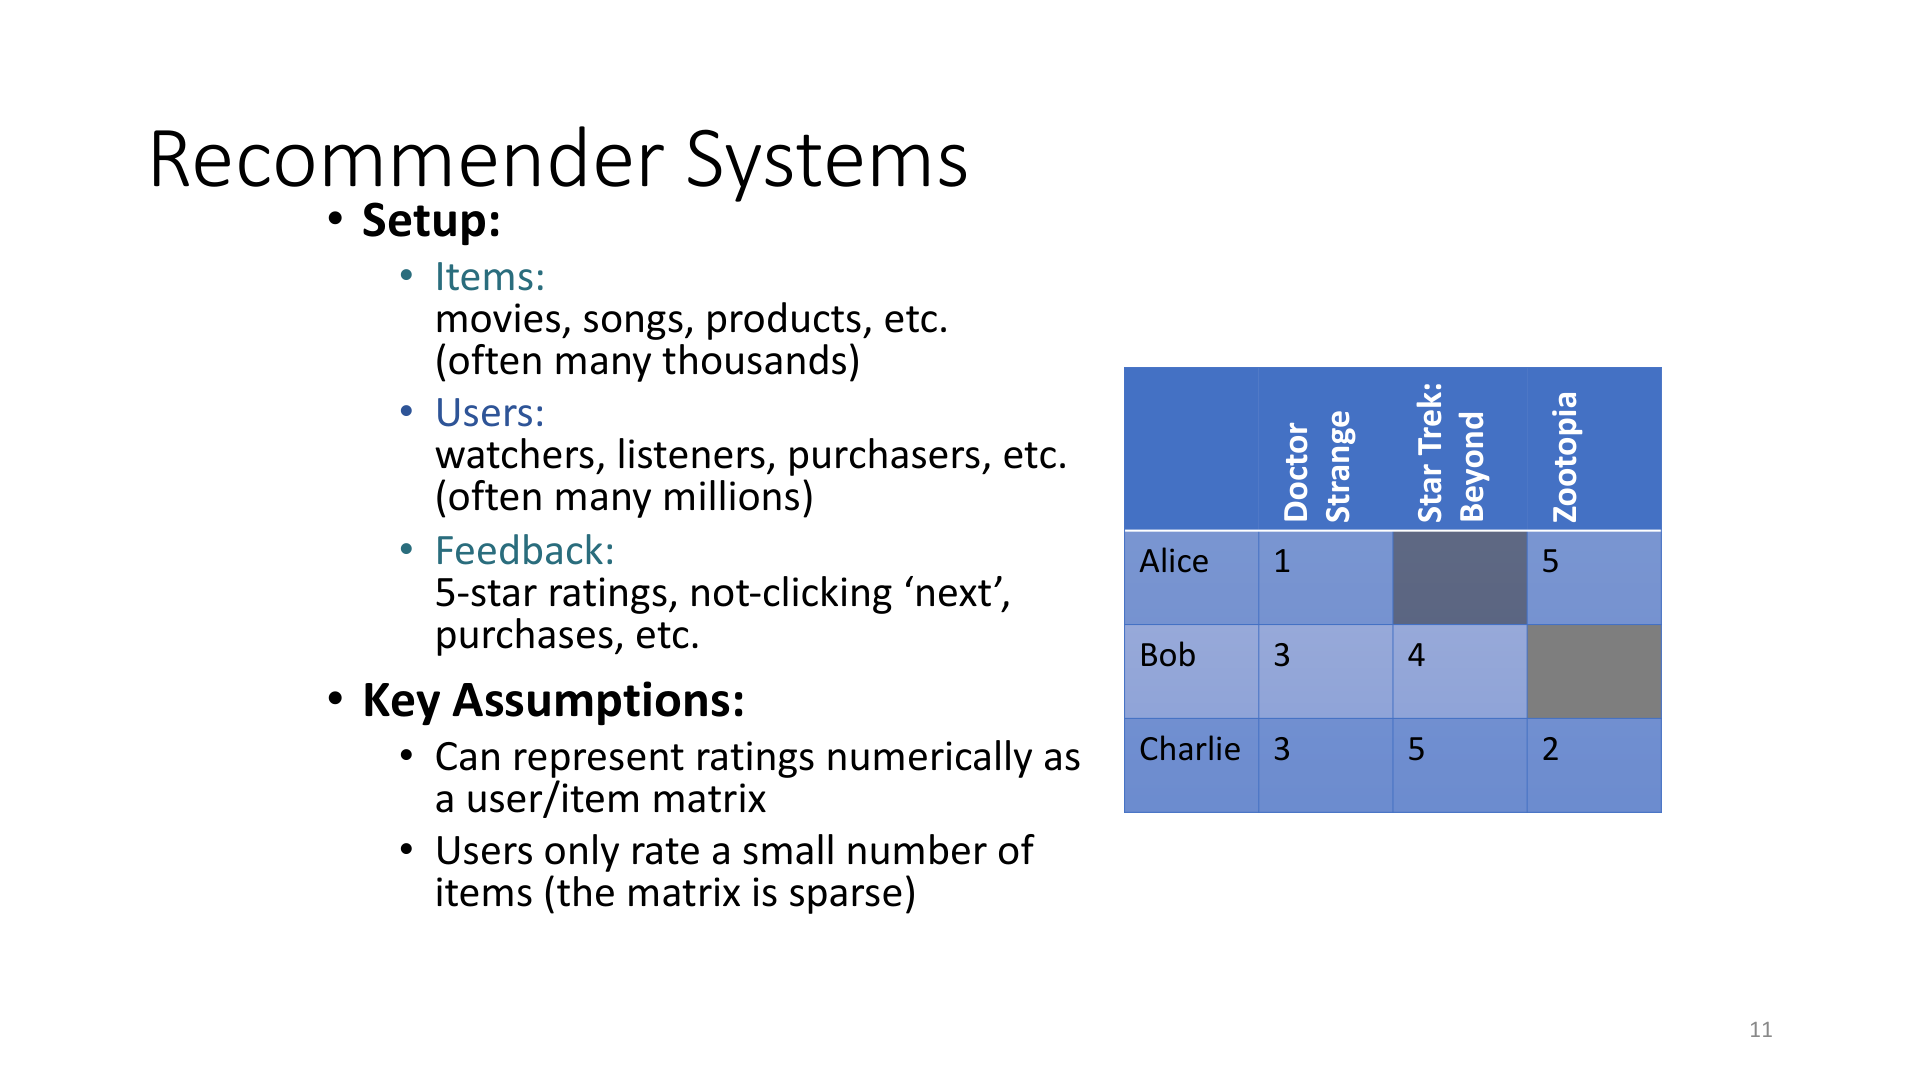 Recommender Systems
• Setup:
• Items:
movies, songs, products, etc.
(often many thousands)
• Users:
watchers, listeners, purchasers, etc.
(often many millions)
• Feedback:
5-star ratings, not-clicking ‘next’,
purchases, etc.
• Key Assumptions:
• Can represent ratings numerically as
a user/item matrix
• Users only rate a small number of
items (the matrix is sparse)
Doctor
Strange
Star Trek:
Beyond
Zootopia
Alice 1 5
Bob 3 4
Charlie 3 5 2
11